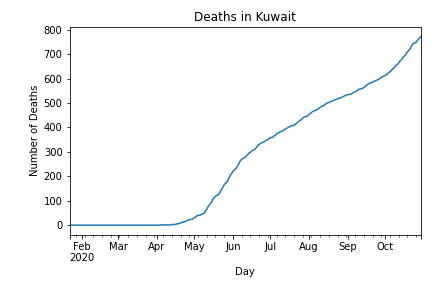 Deaths in Kuwait
800
700
600
500
400
300
200
100
0
Number of Deaths
Feb Mar Apr May Jun Jul Aug Sep Oct
2020
Day